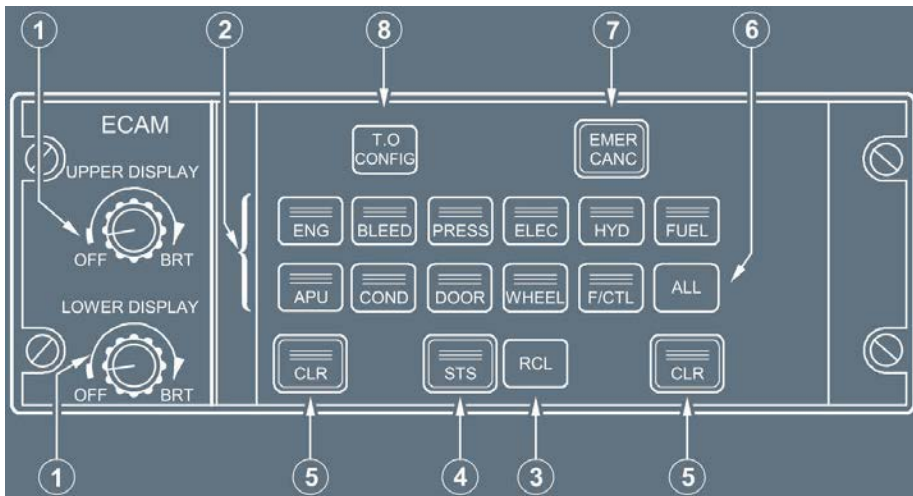 1 2 8 7 6
ECAM
T.O
CONFIG
EMER
CANC
UPPER DISPLAY
1
OFF BRT
ENG BLEED PRESS ELEC HYD FUEL
APU COND DOOR WHEEL F/CTL ALL
LOWER DISPLAY
OFF BRT
CLR STS RCL CLR
1 5 4 3 5